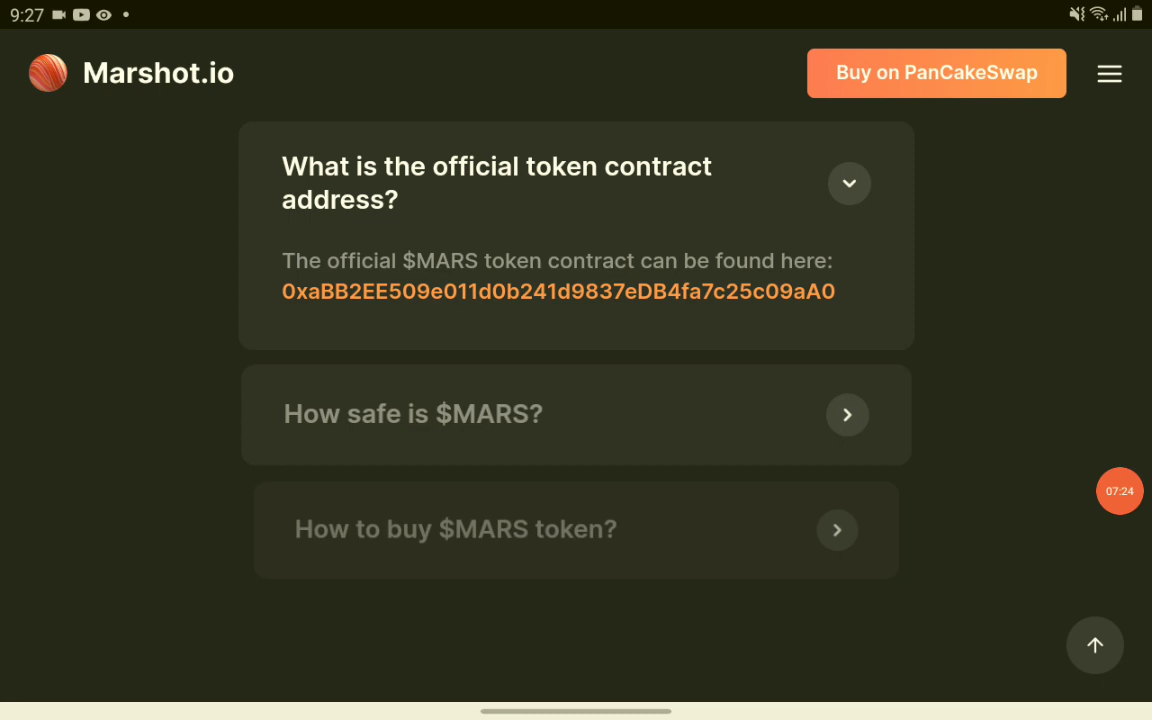 9:27
Marshot.io
Buy on PanCakeSwap
What is the official token contract
address?
The official $MARS token contract can be found here:
0xaBB2EE509e011d0b241d9837eDB4fa7c25c09aA0
How safe is $MARS?
07:24
How to buy $MARS token?